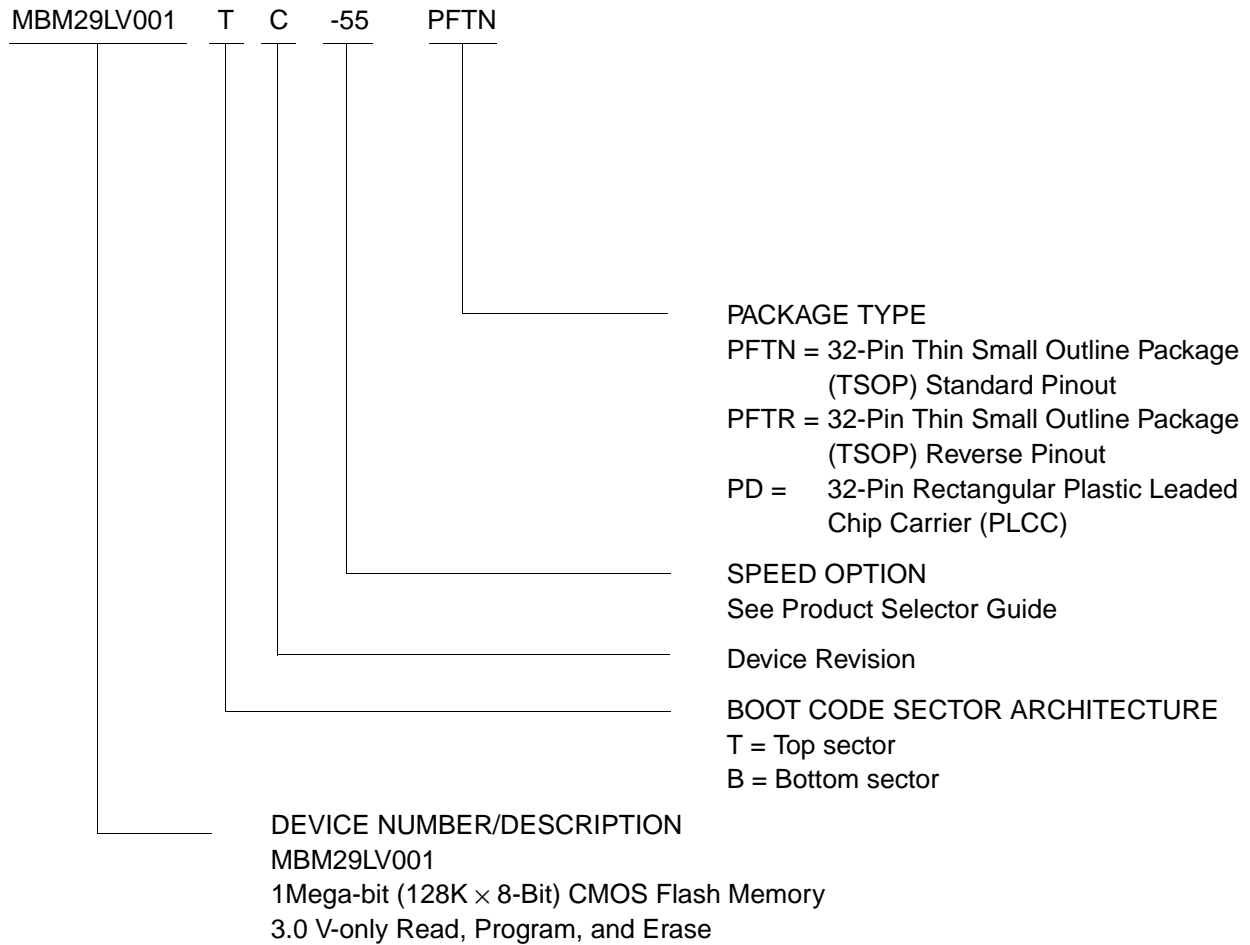 MBM29LV001 T C -55 PFTN
PACKAGE TYPE
PFTN = 32-Pin Thin Small Outline Package
(TSOP) Standard Pinout
PFTR = 32-Pin Thin Small Outline Package
(TSOP) Reverse Pinout
PD = 32-Pin Rectangular Plastic Leaded
Chip Carrier (PLCC)
SPEED OPTION
See Product Selector Guide
Device Revision
BOOT CODE SECTOR ARCHITECTURE
T = Top sector
B = Bottom sector
DEVICE NUMBER/DESCRIPTION
MBM29LV001
1Mega-bit (128K × 8-Bit) CMOS Flash Memory
3.0 V-only Read, Program, and Erase